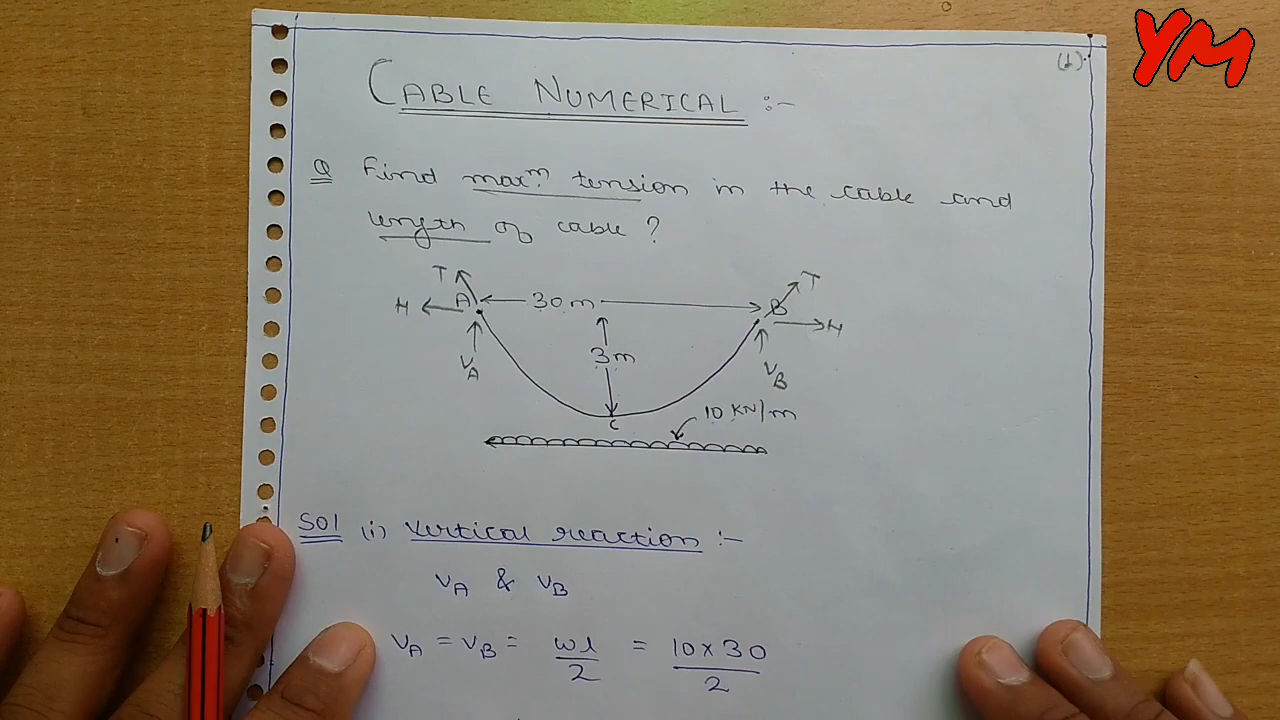 YM
(1).
CABLE NUMERICAL :-
Q Find maxᵐ. tension in the cable and
length of cable ?
T A 30m B T
H H
3m
VA VB
10 KN/m
C
Sol (i) Vertical reaction :-
VA & VB
VA = VB = wl/2 = 10 x 30/2